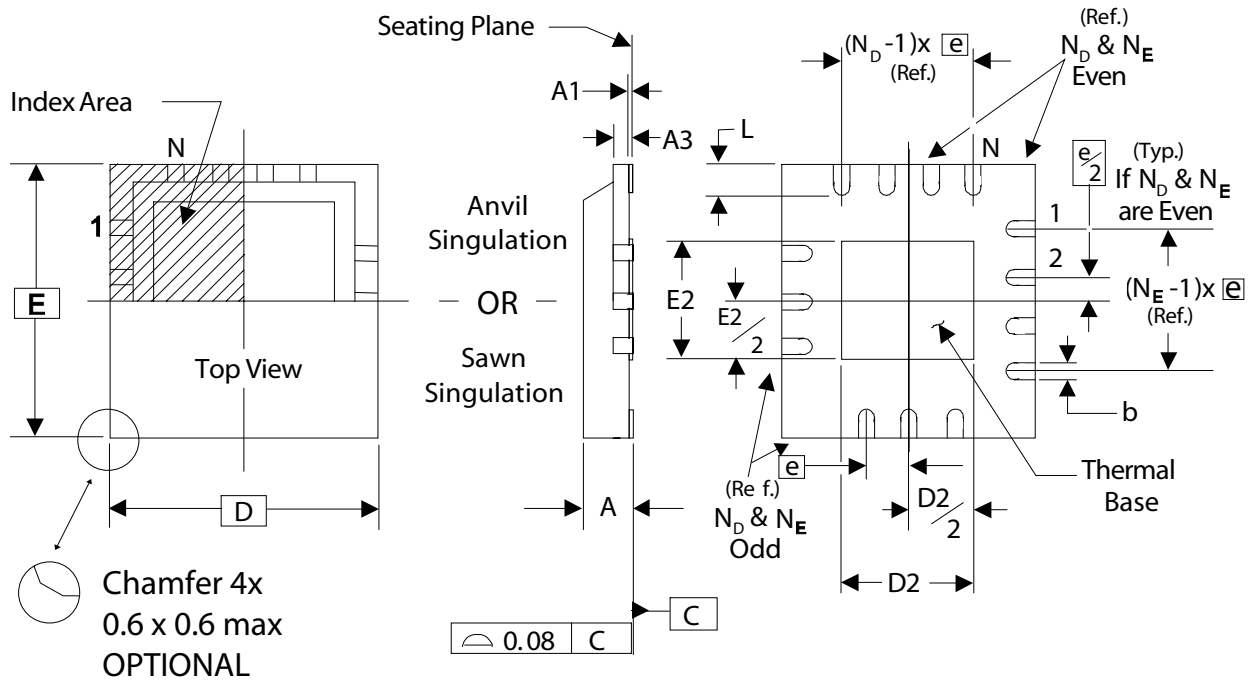 Seating Plane
Index Area
N
1
E
Top View
D
Chamfer 4x
0.6 x 0.6 max
OPTIONAL
A1
A3
L
Anvil
Singulation
OR
Sawn
Singulation
A
0.08 C
C
(N_D -1)x e
(Ref.)
(Ref.)
N_D & N_E
Even
N
e/2
(Typ.)
If N_D & N_E
are Even
1
2
(N_E -1)x e
(Ref.)
b
E2
E2/2
e
(Re f.)
N_D & N_E
Odd
D2/2
D2
Thermal
Base